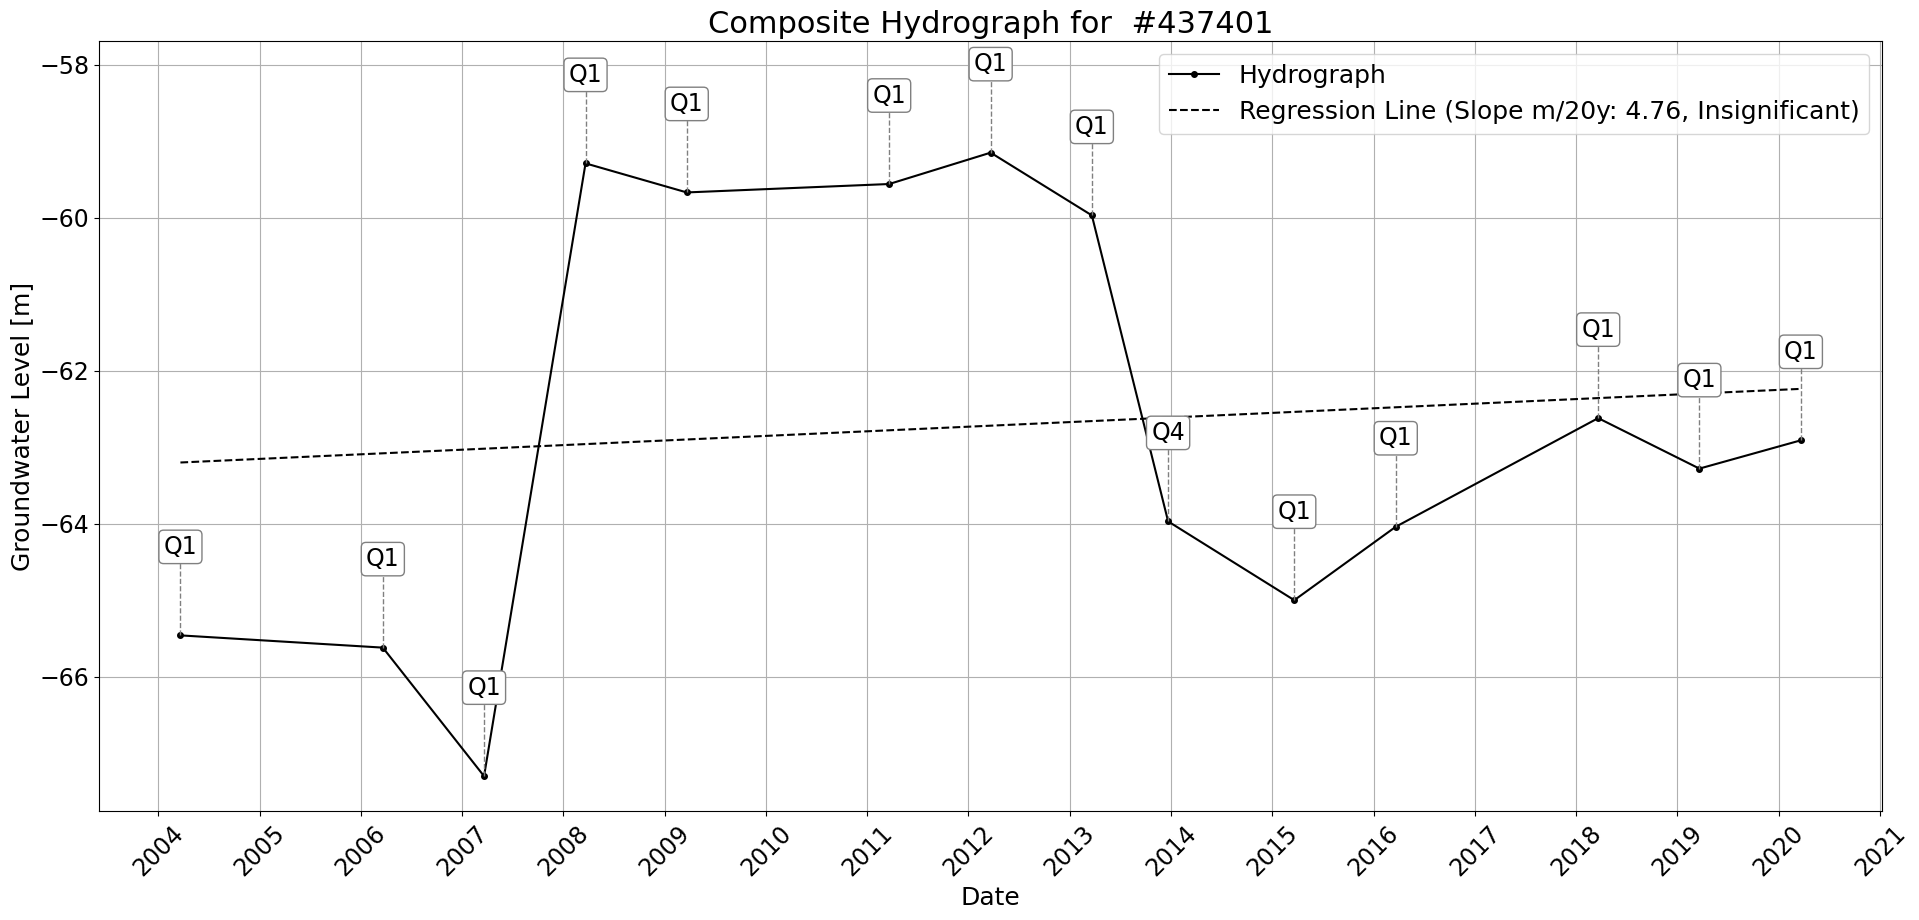 Composite Hydrograph for  #437401
Hydrograph
Regression Line (Slope m/20y: 4.76, Insignificant)
Groundwater Level [m]
−58
−60
−62
−64
−66
Q1
Q1
Q1
Q1
Q1
Q1
Q1
Q1
Q4
Q1
Q1
Q1
Q1
Q1
2004
2005
2006
2007
2008
2009
2010
2011
2012
2013
2014
2015
2016
2017
2018
2019
2020
2021
Date